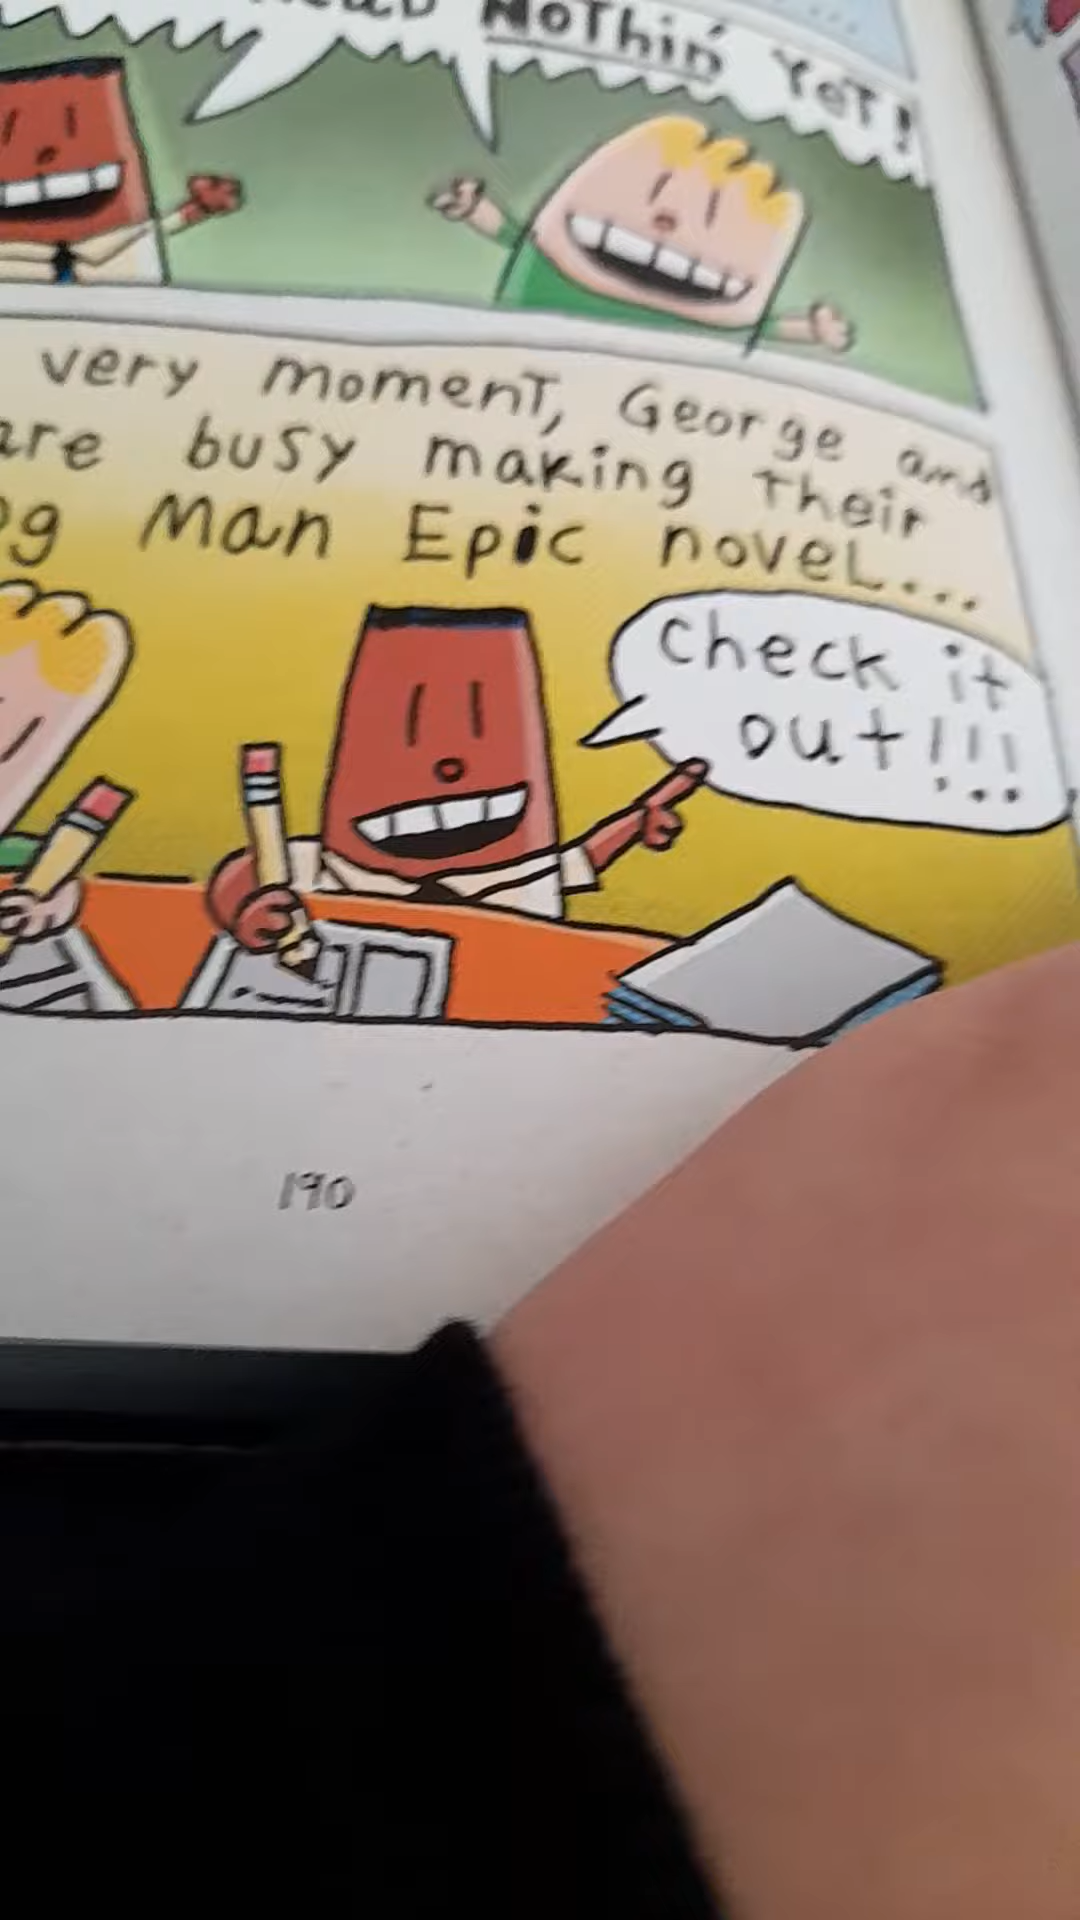 NoThin' YeT!
very momenT, George and
are busy making Their
Man Epic noveL...
Check it
out!!!
190